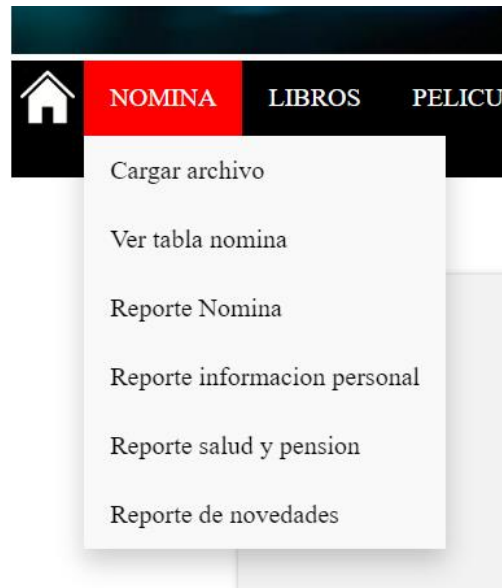 NOMINA LIBROS PELICU
Cargar archivo
Ver tabla nomina
Reporte Nomina
Reporte informacion personal
Reporte salud y pension
Reporte de novedades